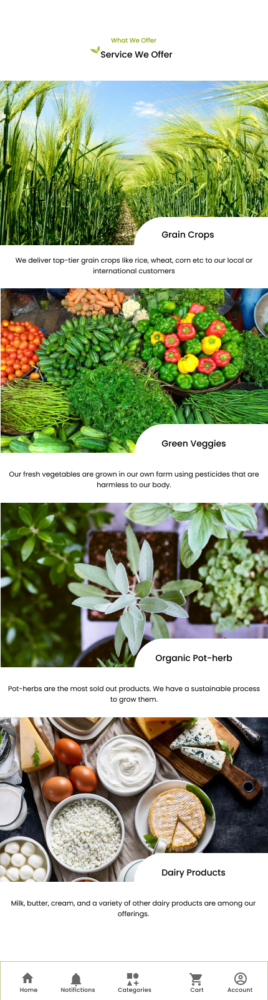 What We Offer
Service We Offer
Grain Crops
We deliver top-tier grain crops like rice, wheat, corn etc to our local or
international customers
Green Veggies
Our fresh vegetables are grown in our own farm using pesticides that are
harmless to our body.
Organic Pot-herb
Pot-herbs are the most sold out products. We have a sustainable process
to grow them.
Dairy Products
Milk, butter, cream, and a variety of other dairy products are among our
offerings.
Home
Notifictions
Categories
Cart
Account